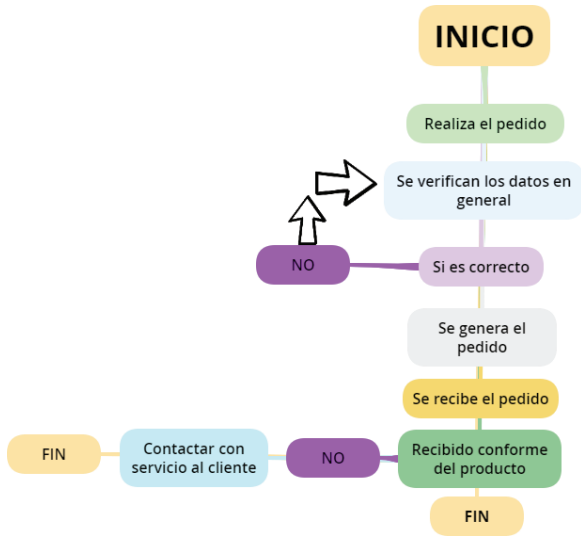 INICIO
Realiza el pedido
Se verifican los datos en
general
NO
Si es correcto
Se genera el
pedido
Se recibe el pedido
FIN
Contactar con
servicio al cliente
NO
Recibido conforme
del producto
FIN